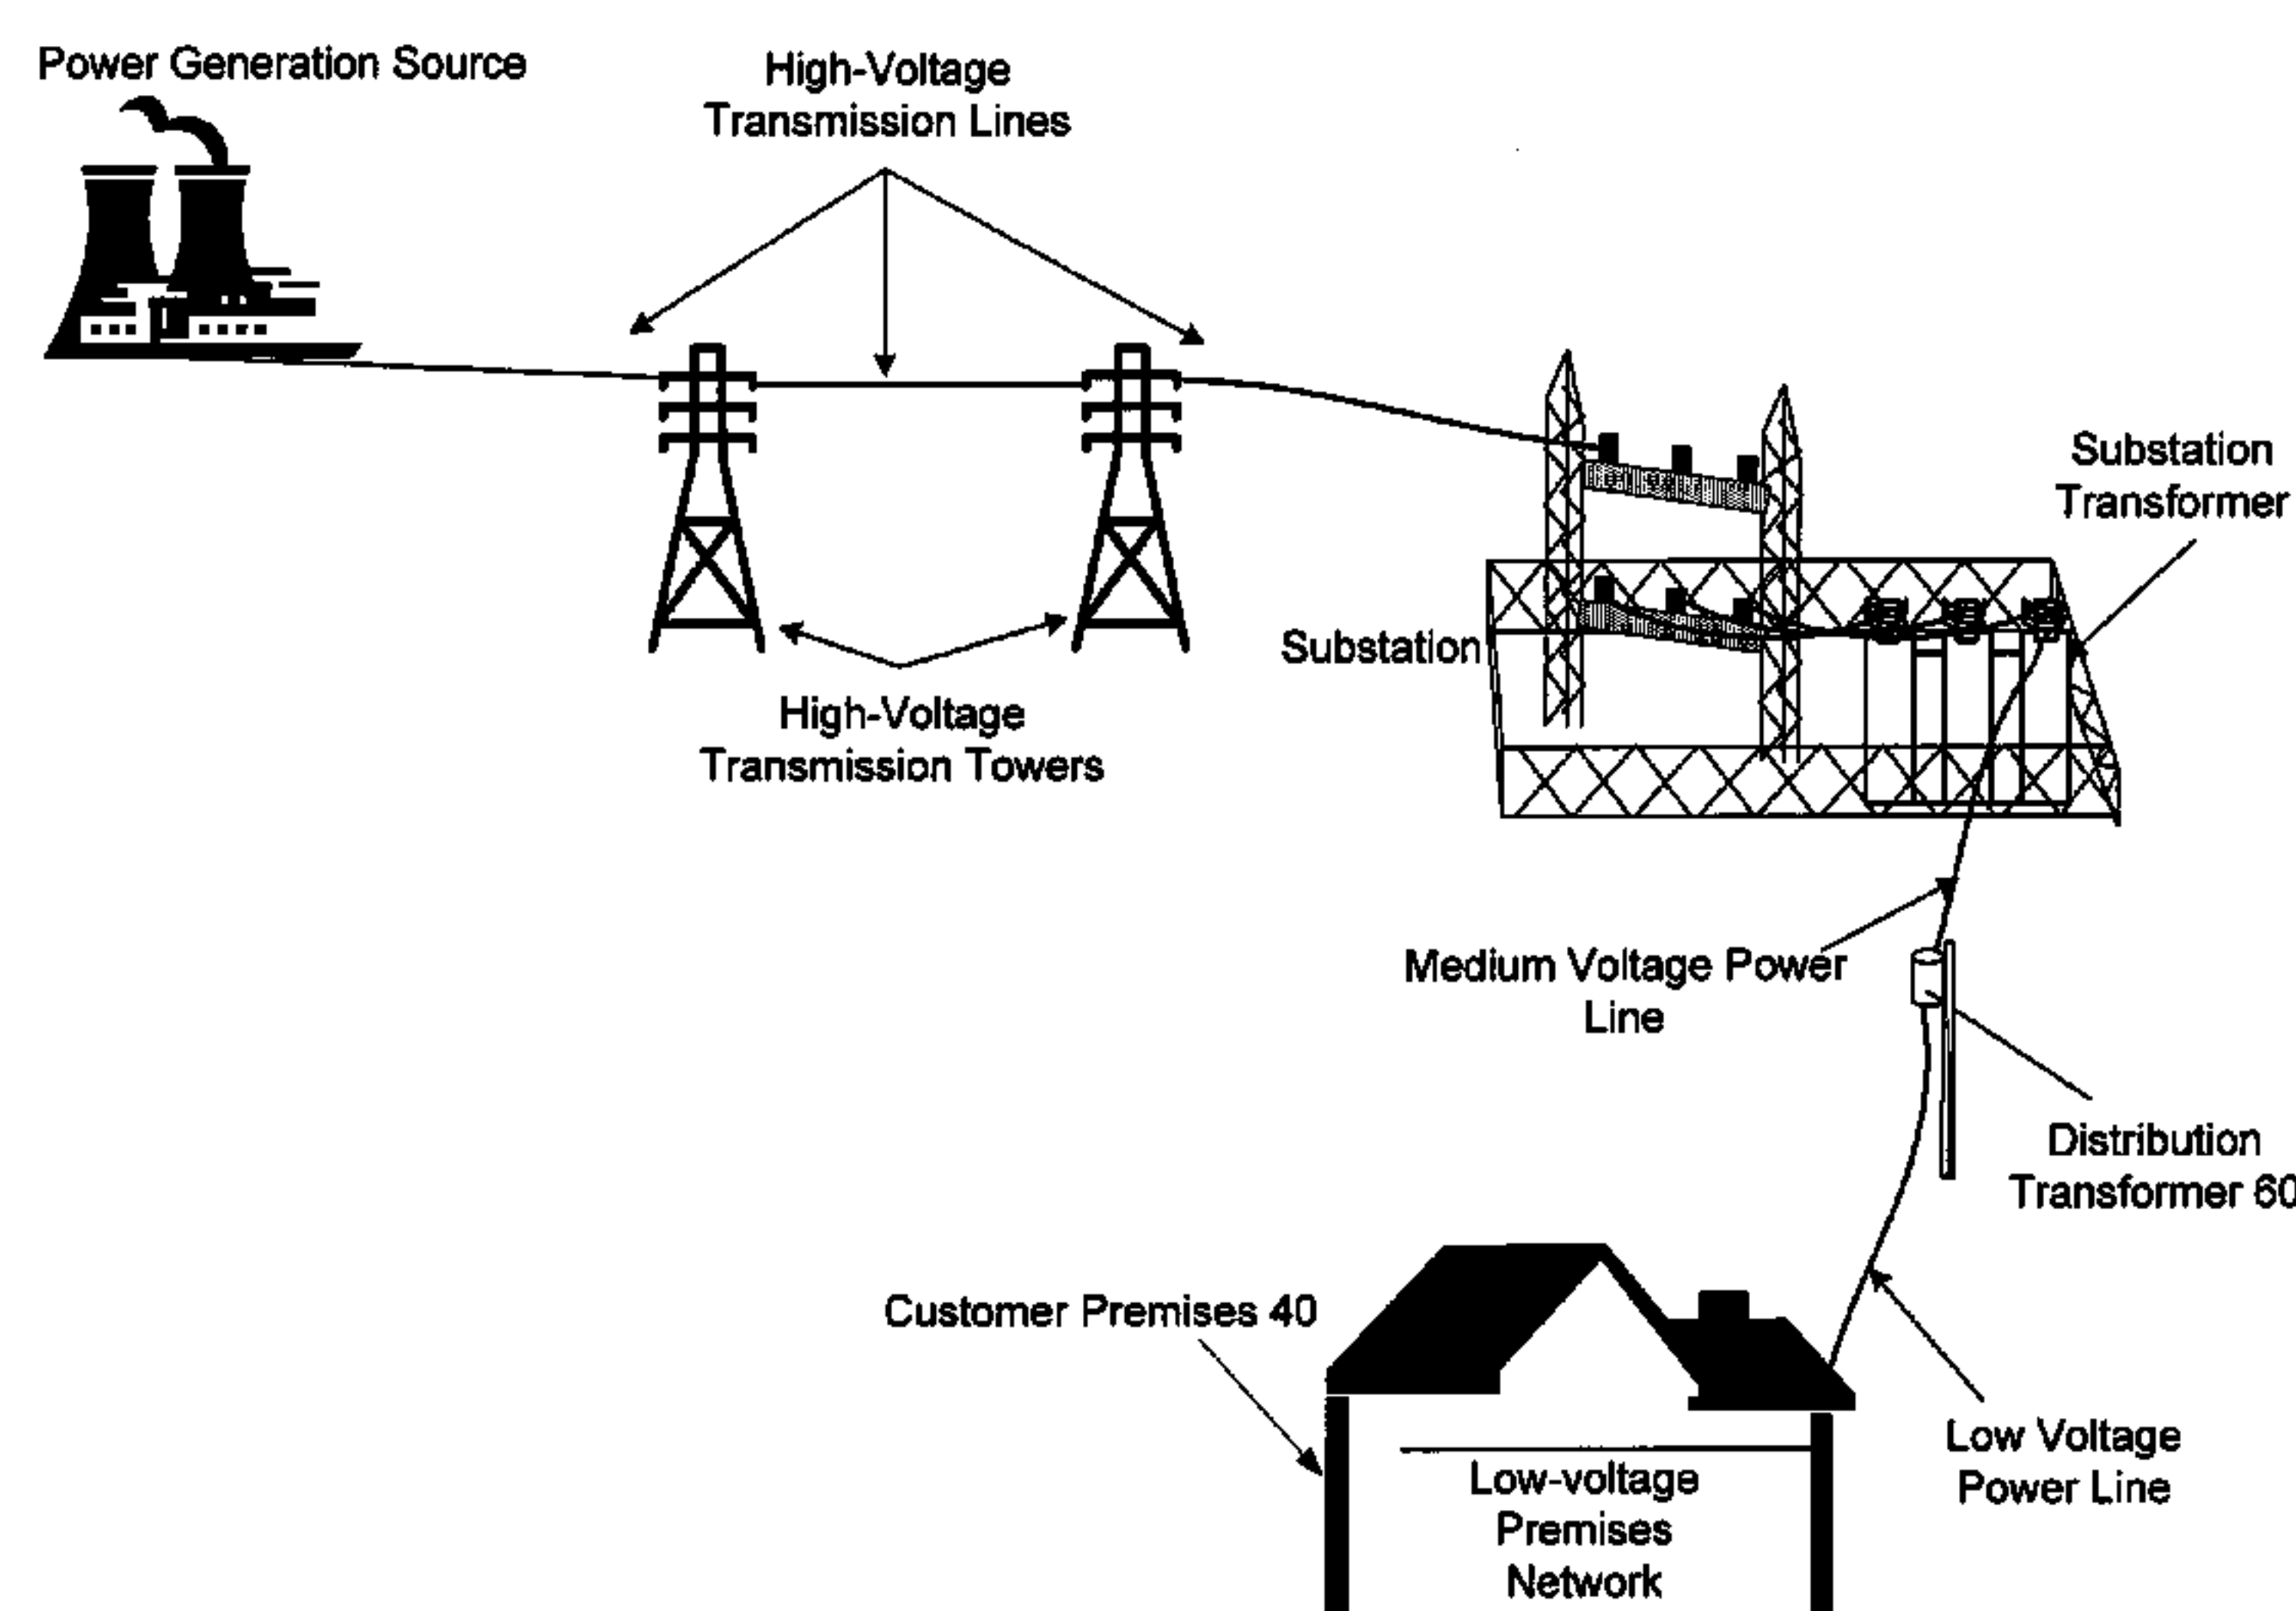 Power Generation Source
High-Voltage
Transmission Lines
Substation
Transformer
Substation
High-Voltage
Transmission Towers
Medium Voltage Power
Line
Distribution
Transformer 60
Customer Premises 40
Low Voltage
Power Line
Low-voltage
Premises
Network